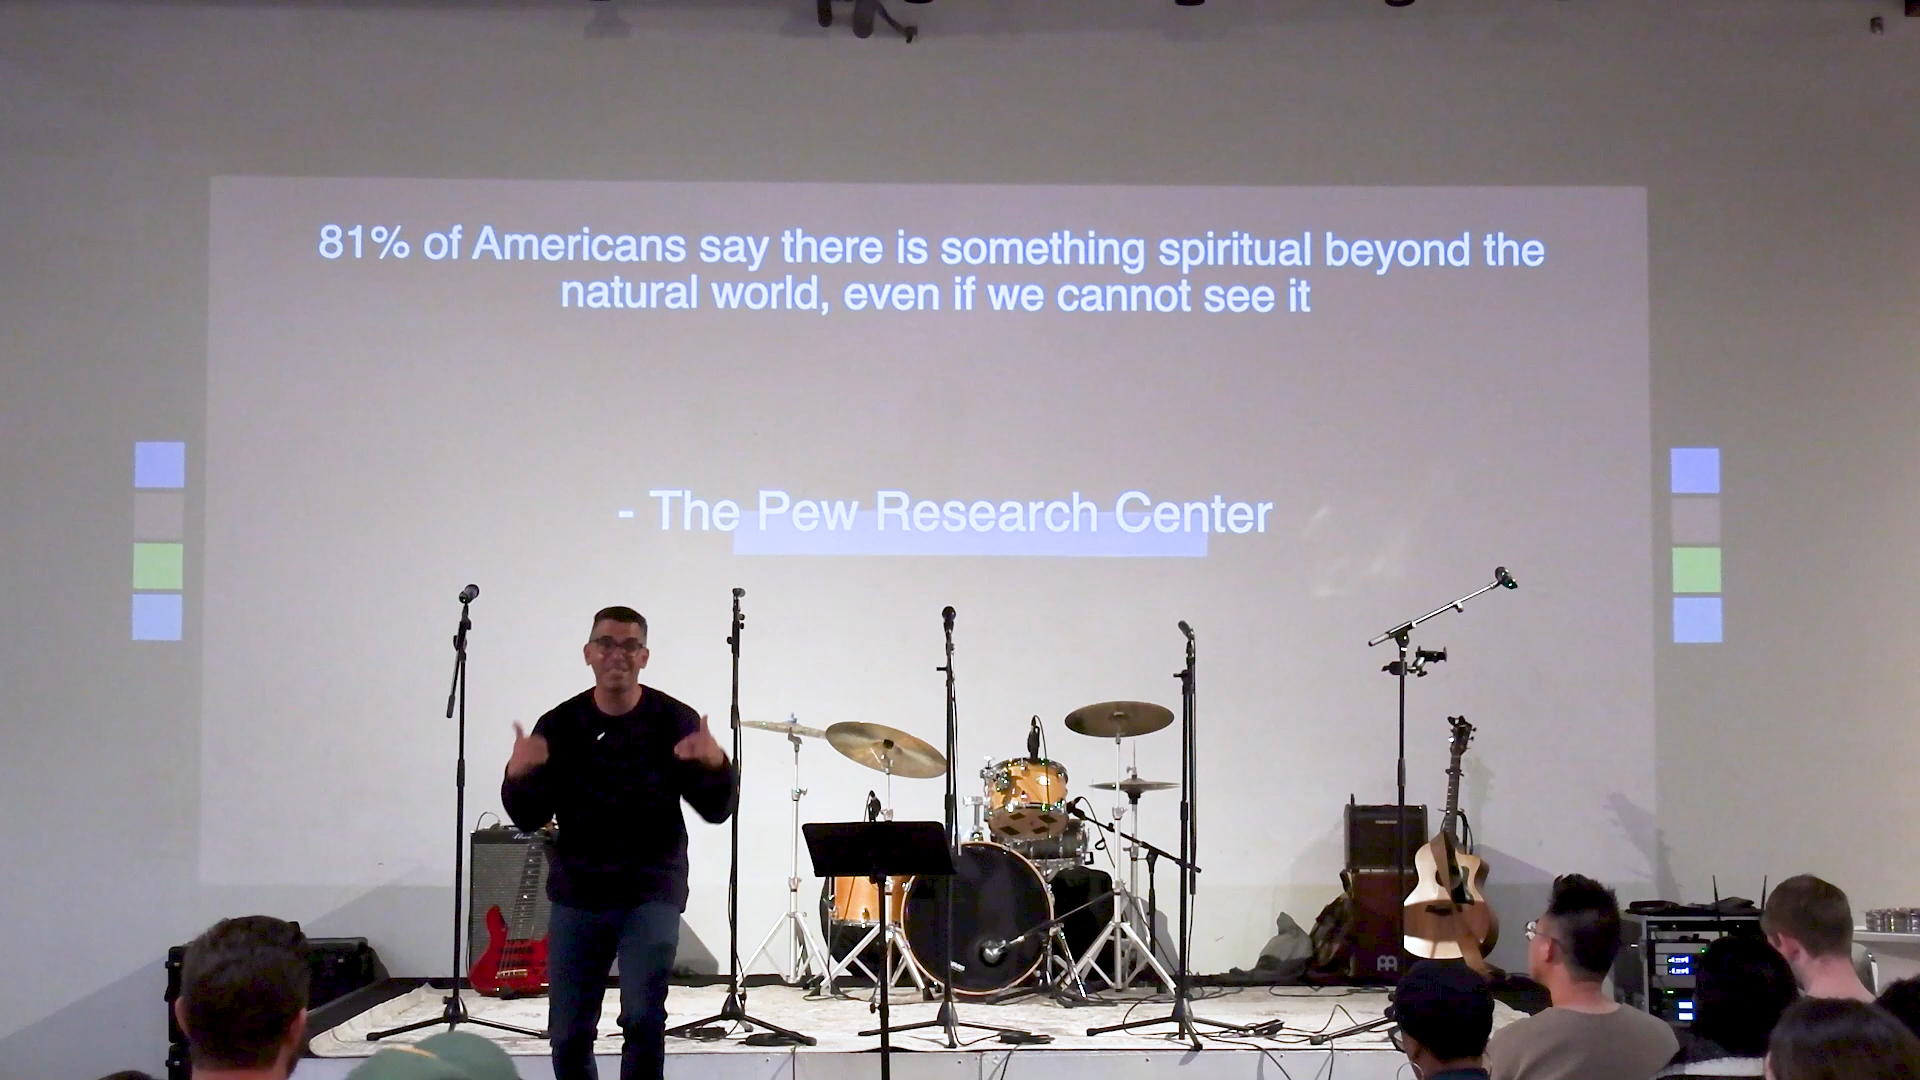 81% of Americans say there is something spiritual beyond the
natural world, even if we cannot see it
- The Pew Research Center